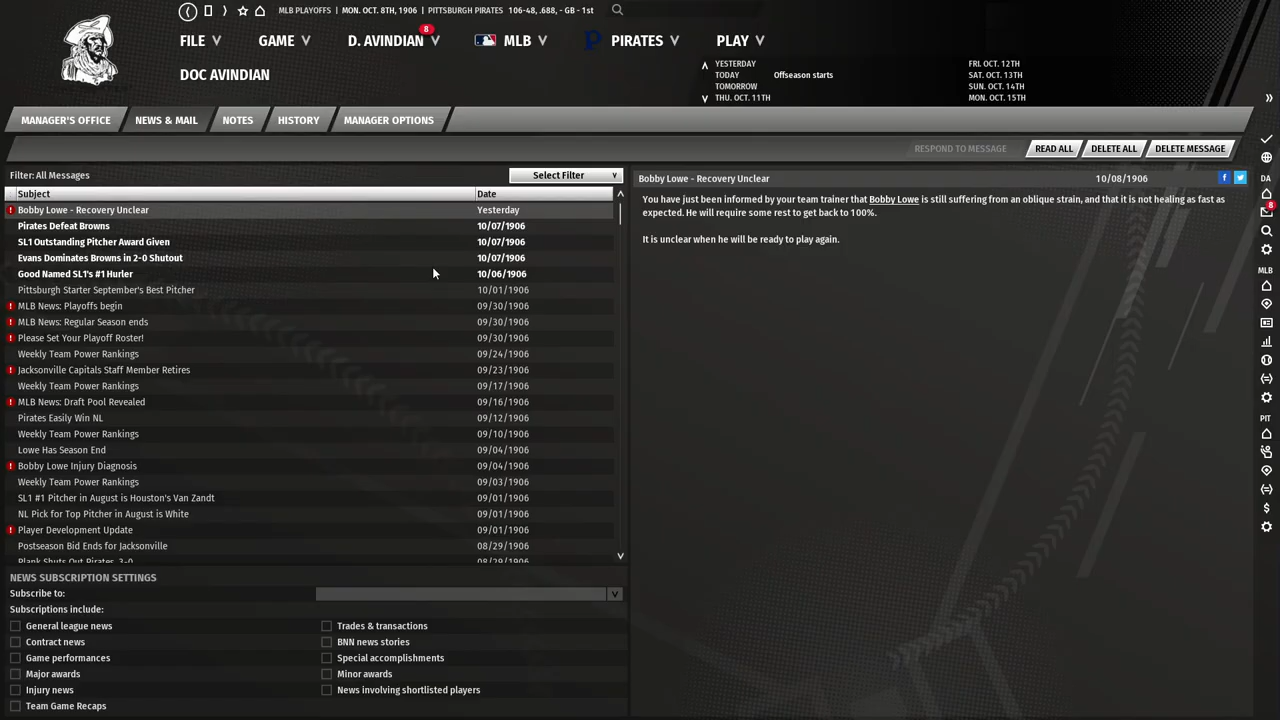 MLB PLAYOFFS | MON. OCT. 8TH, 1906 | PITTSBURGH PIRATES 106-48, .688, - GB - 1st
FILE GAME D. AVINDIAN 8 MLB PIRATES PLAY
DOC AVINDIAN
YESTERDAY
TODAY Offseason starts
TOMORROW
THU. OCT. 11TH
FRI. OCT. 12TH
SAT. OCT. 13TH
SUN. OCT. 14TH
MON. OCT. 15TH
MANAGER'S OFFICE NEWS & MAIL NOTES HISTORY MANAGER OPTIONS
RESPOND TO MESSAGE READ ALL DELETE ALL DELETE MESSAGE
Filter: All Messages Select Filter
Subject Date
Bobby Lowe - Recovery Unclear Yesterday
Pirates Defeat Browns 10/07/1906
SL1 Outstanding Pitcher Award Given 10/07/1906
Evans Dominates Browns in 2-0 Shutout 10/07/1906
Good Named SL1's #1 Hurler 10/06/1906
Pittsburgh Starter September's Best Pitcher 10/01/1906
MLB News: Playoffs begin 09/30/1906
MLB News: Regular Season ends 09/30/1906
Please Set Your Playoff Roster! 09/30/1906
Weekly Team Power Rankings 09/24/1906
Jacksonville Capitals Staff Member Retires 09/23/1906
Weekly Team Power Rankings 09/17/1906
MLB News: Draft Pool Revealed 09/16/1906
Pirates Easily Win NL 09/12/1906
Weekly Team Power Rankings 09/10/1906
Lowe Has Season End 09/04/1906
Bobby Lowe Injury Diagnosis 09/04/1906
Weekly Team Power Rankings 09/03/1906
SL1 #1 Pitcher in August is Houston's Van Zandt 09/01/1906
NL Pick for Top Pitcher in August is White 09/01/1906
Player Development Update 09/01/1906
Postseason Bid Ends for Jacksonville 08/29/1906
Plank Shuts Out Pirates, 3-0 08/29/1906
Bobby Lowe - Recovery Unclear 10/08/1906
You have just been informed by your team trainer that Bobby Lowe is still suffering from an oblique strain, and that it is not healing as fast as
expected. He will require some rest to get back to 100%.
It is unclear when he will be ready to play again.
NEWS SUBSCRIPTION SETTINGS
Subscribe to:
Subscriptions include:
General league news Trades & transactions
Contract news BNN news stories
Game performances Special accomplishments
Major awards Minor awards
Injury news News involving shortlisted players
Team Game Recaps
DA
8
MLB
PIT